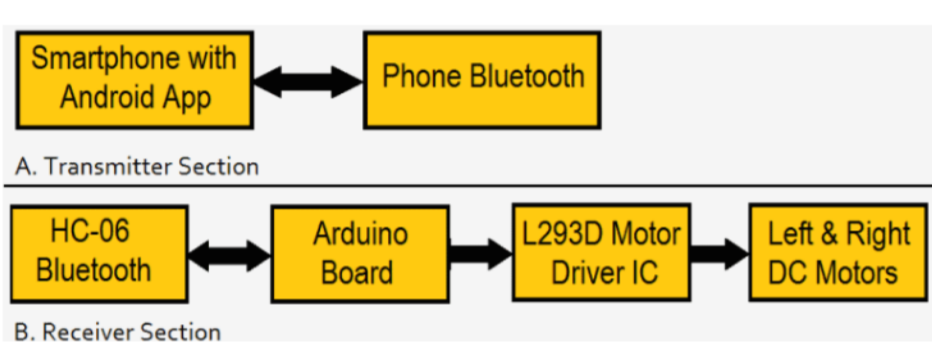 Smartphone with
Android App
Phone Bluetooth
A. Transmitter Section
HC-06
Bluetooth
Arduino
Board
L293D Motor
Driver IC
Left & Right
DC Motors
B. Receiver Section